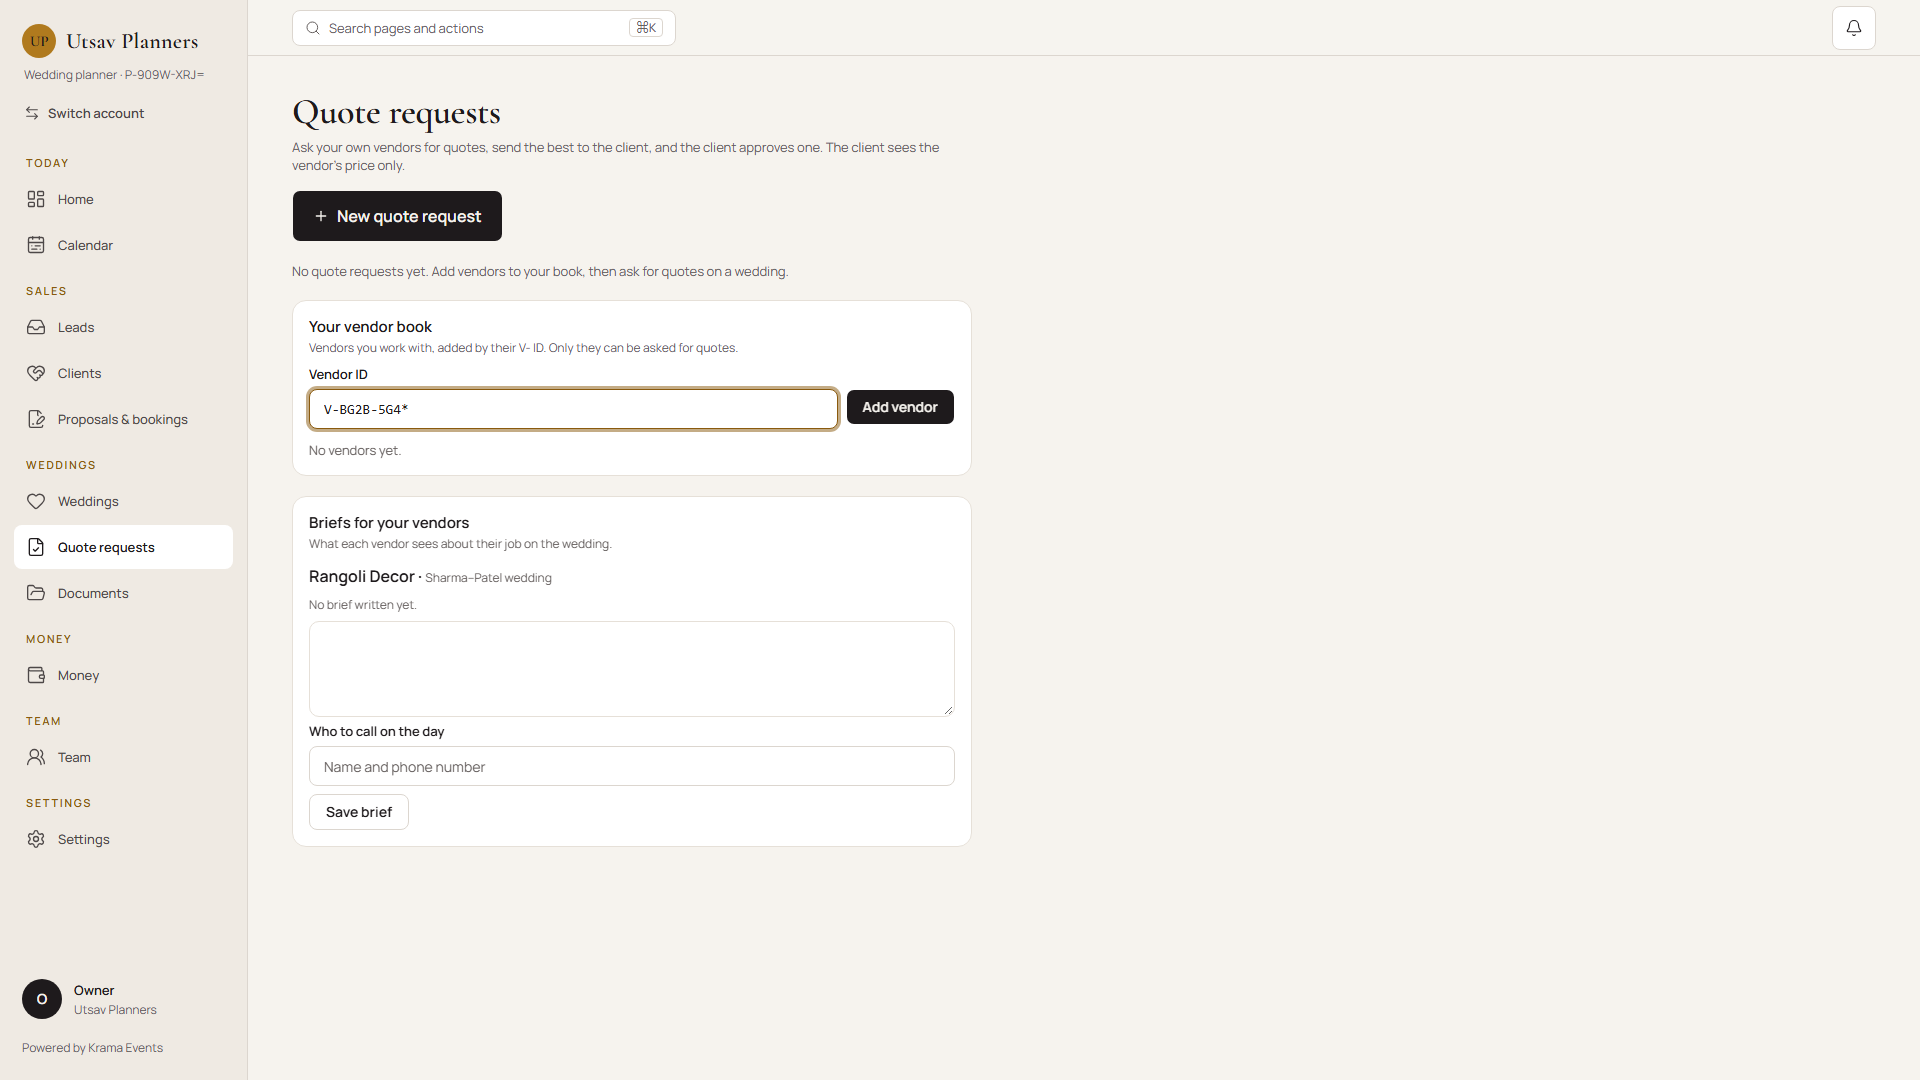 UP Utsav Planners
Wedding planner · P-909W-XRJ=
Switch account
TODAY
Home
Calendar
SALES
Leads
Clients
Proposals & bookings
WEDDINGS
Weddings
Quote requests
Documents
MONEY
Money
TEAM
Team
SETTINGS
Settings
O
Owner
Utsav Planners
Powered by Krama Events
Search pages and actions ⌘K
Quote requests
Ask your own vendors for quotes, send the best to the client, and the client approves one. The client sees the
vendor's price only.
+ New quote request
No quote requests yet. Add vendors to your book, then ask for quotes on a wedding.
Your vendor book
Vendors you work with, added by their V- ID. Only they can be asked for quotes.
Vendor ID
V-BG2B-5G4*
Add vendor
No vendors yet.
Briefs for your vendors
What each vendor sees about their job on the wedding.
Rangoli Decor · Sharma–Patel wedding
No brief written yet.
Who to call on the day
Name and phone number
Save brief